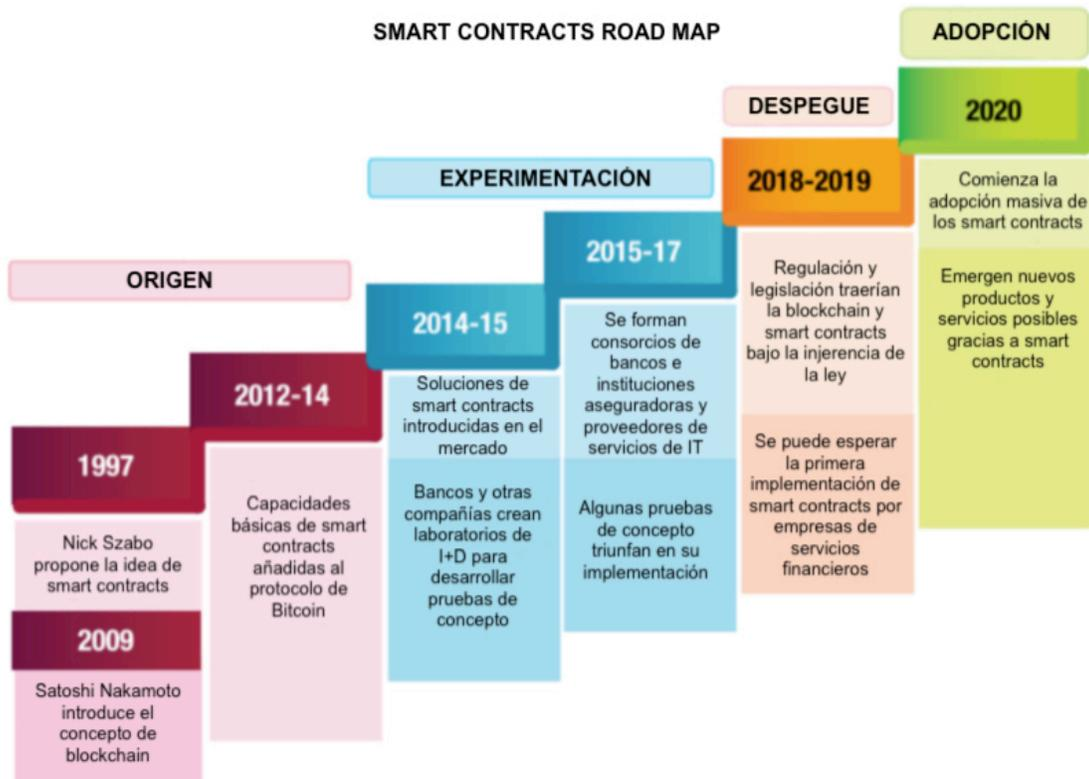 SMART CONTRACTS ROAD MAP
ORIGEN
1997
Nick Szabo
propone la idea de
smart contracts
2009
Satoshi Nakamoto
introduce el
concepto de
blockchain
2012-14
Capacidades
básicas de smart
contracts
añadidas al
protocolo de
Bitcoin
EXPERIMENTACIÓN
2014-15
Soluciones de
smart contracts
introducidas en el
mercado
Bancos y otras
compañías crean
laboratorios de
I+D para
desarrollar
pruebas de
concepto
2015-17
Se forman
consorcios de
bancos e
instituciones
aseguradoras y
proveedores de
servicios de IT
Algunas pruebas
de concepto
triunfan en su
implementación
DESPEGUE
2018-2019
Regulación y
legislación traerían
la blockchain y
smart contracts
bajo la injerencia de
la ley
Se puede esperar
la primera
implementación de
smart contracts por
empresas de
servicios
financieros
ADOPCIÓN
2020
Comienza la
adopción masiva de
los smart contracts
Emergen nuevos
productos y
servicios posibles
gracias a smart
contracts